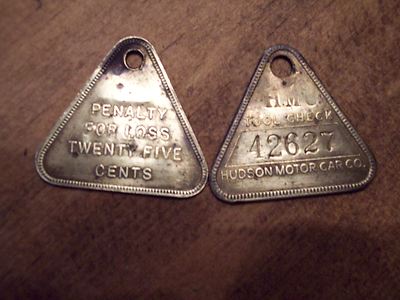 PENALTY
FOR LOSS
TWENTY FIVE
CENTS
H.M.C.
TOOL CHECK
42627
HUDSON MOTOR CAR CO.